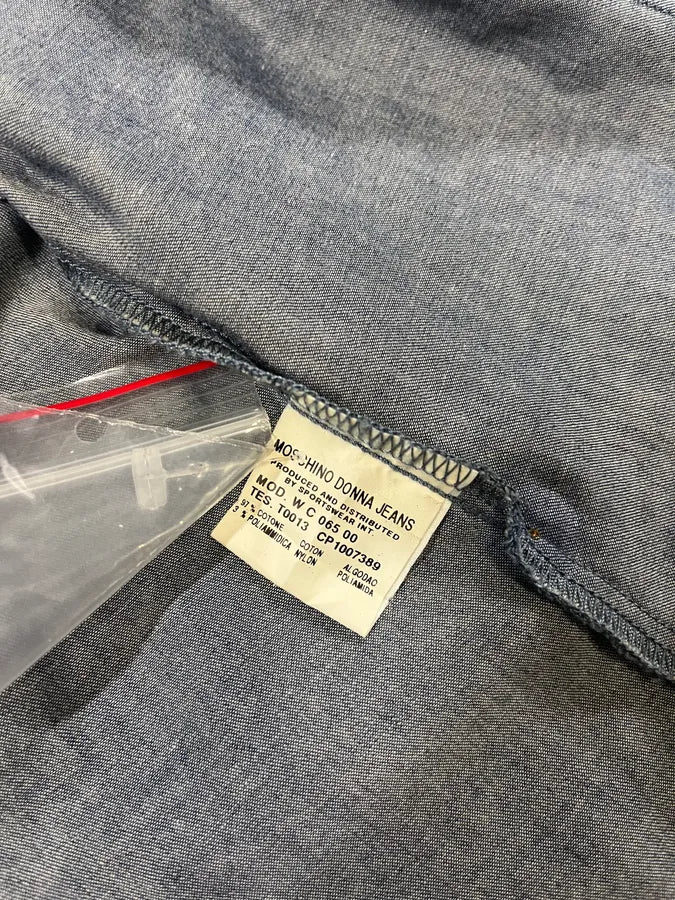 MOSCHINO DONNA JEANS
PRODUCED AND DISTRIBUTED
BY SPORTSWEAR INT.
MOD. W C 065 00
TES. T0013 CP1007389
97% COTONE COTON ALGODAO
3% POLIAMMIDICA NYLON POLIAMIDA